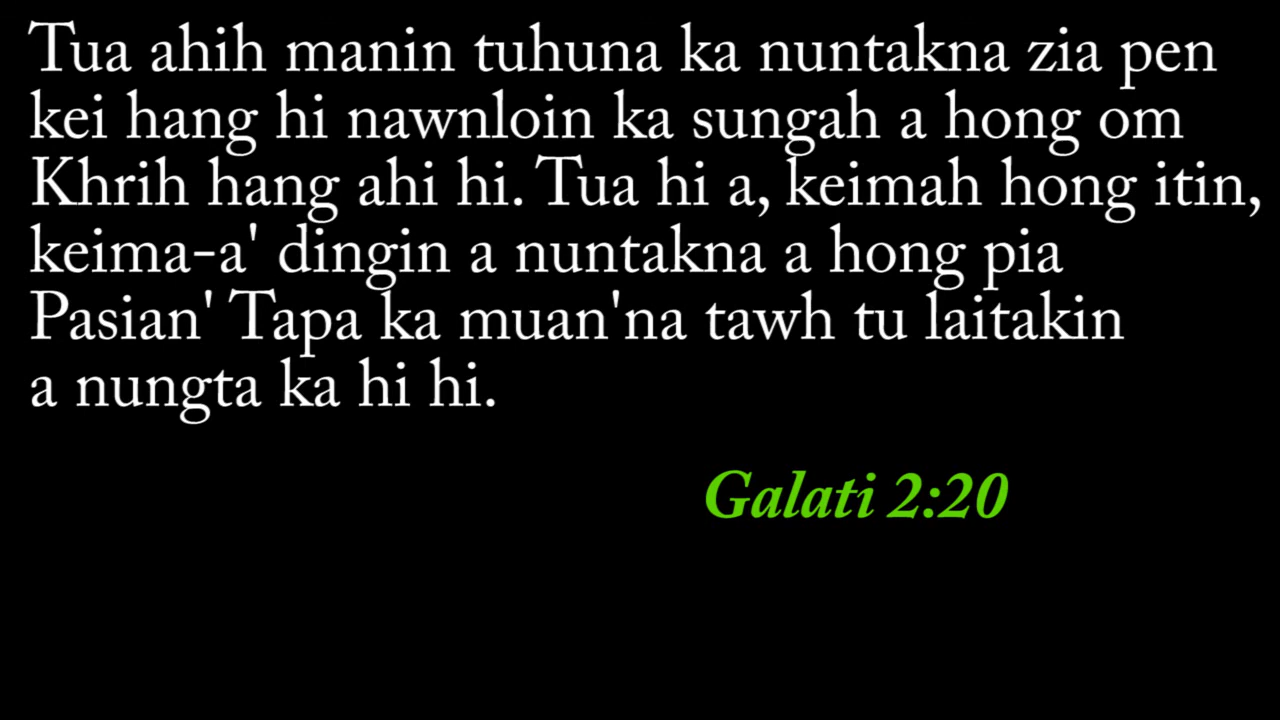 Tua ahih manin tuhuna ka nuntakna zia pen
kei hang hi nawnloin ka sungah a hong om
Khrih hang ahi hi. Tua hi a, keimah hong itin,
keima-a' dingin a nuntakna a hong pia
Pasian' Tapa ka muan'na tawh tu laitakin
a nungta ka hi hi.
Galati 2:20